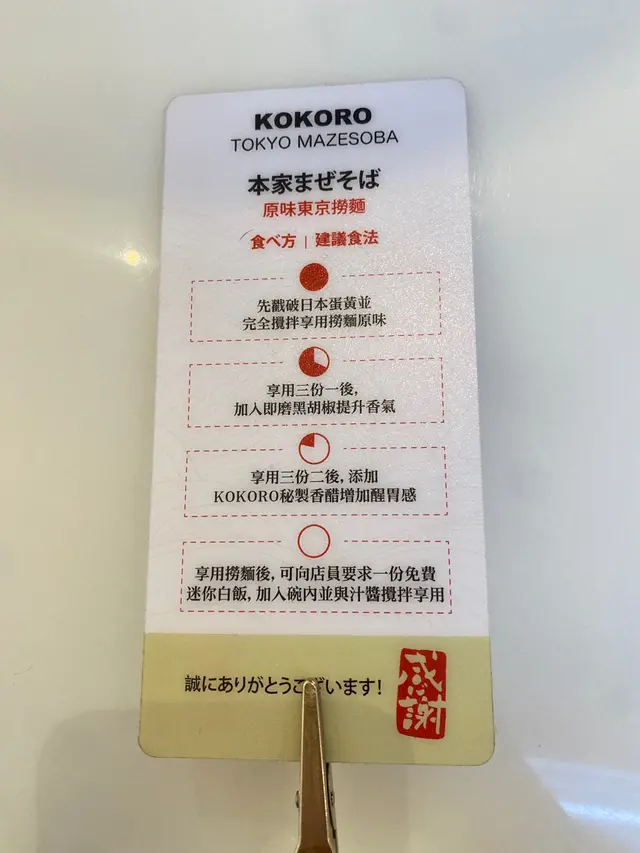 KOKORO
TOKYO MAZESOBA
本家まぜそば
原味東京撈麵
食べ方 | 建議食法
先戳破日本蛋黃並
完全攪拌享用撈麵原味
享用三份一後,
加入即磨黑胡椒提升香氣
享用三份二後, 添加
KOKORO秘製香醋增加醒胃感
享用撈麵後, 可向店員要求一份免費
迷你白飯, 加入碗內並與汁醬攪拌享用
誠にありがとうございます!
感謝